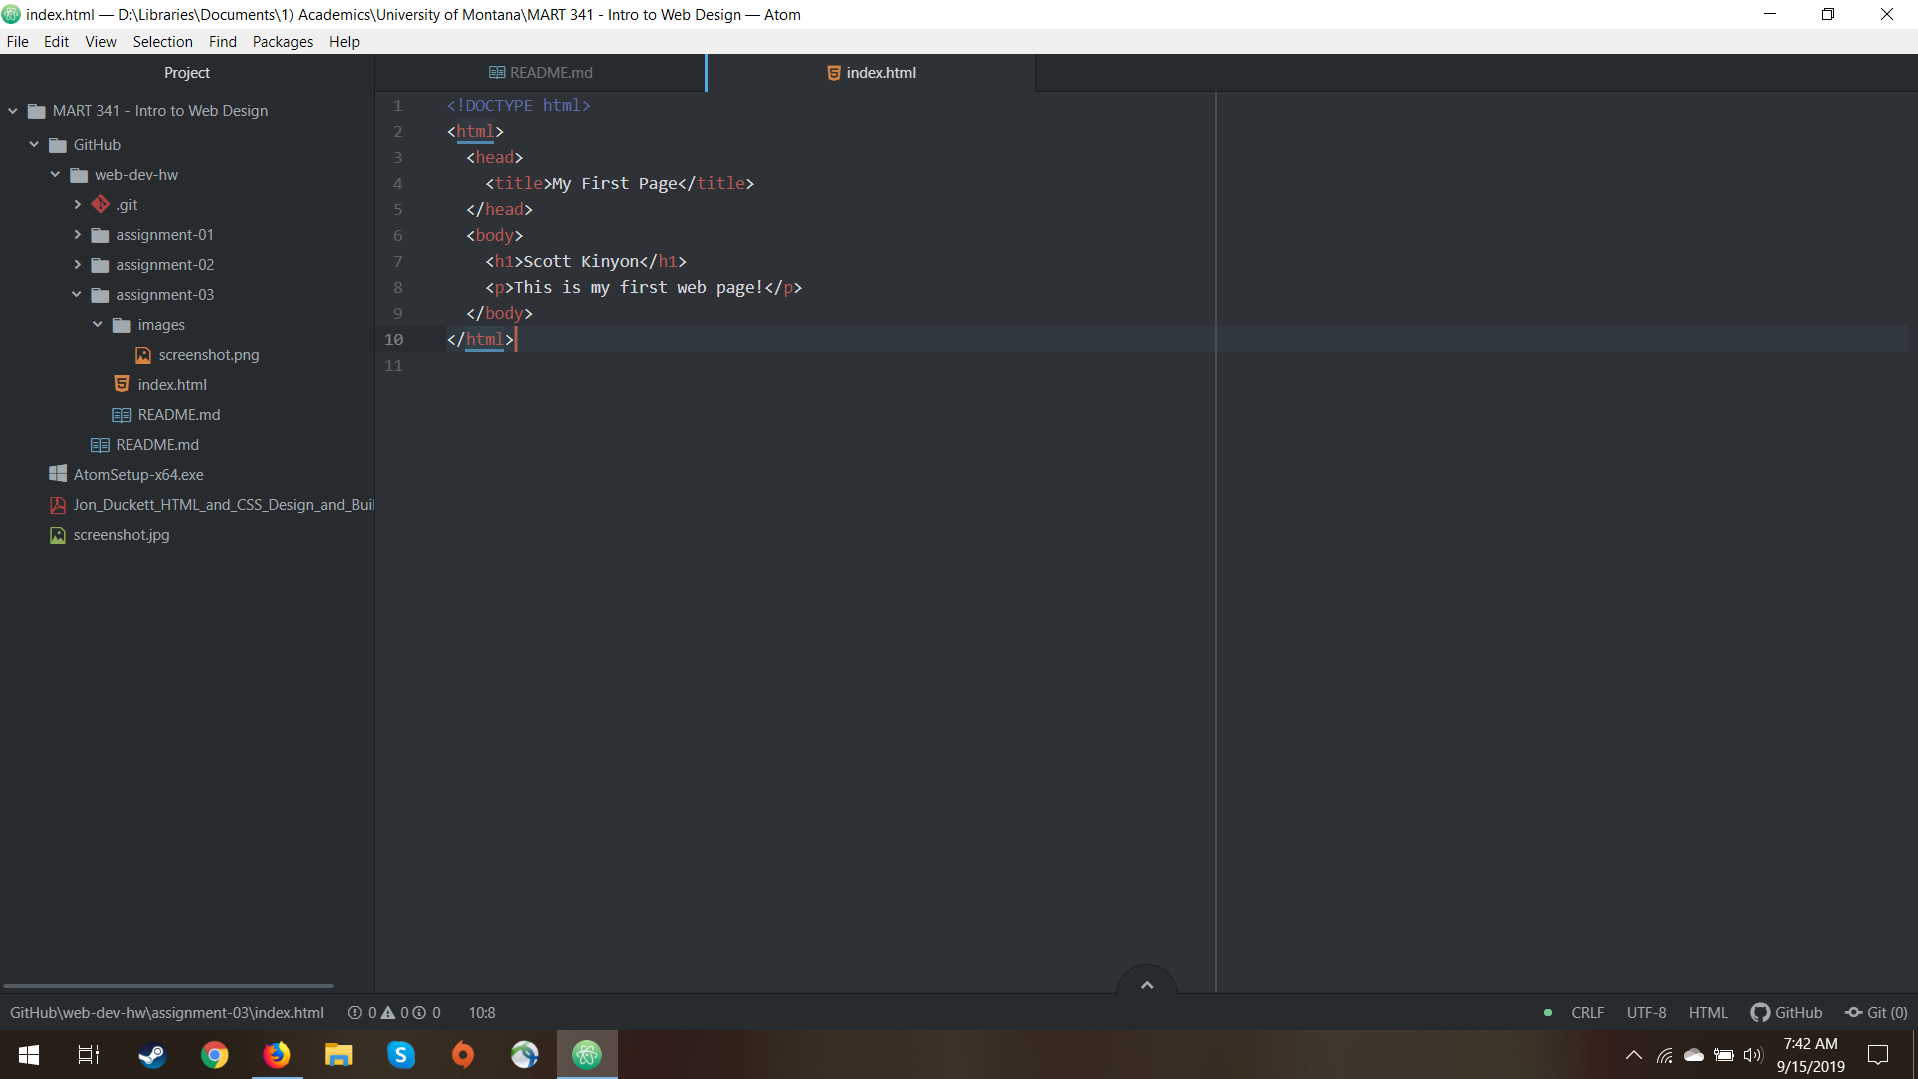 index.html — D:\Libraries\Documents\1) Academics\University of Montana\MART 341 - Intro to Web Design — Atom
File Edit View Selection Find Packages Help
Project
MART 341 - Intro to Web Design
GitHub
web-dev-hw
.git
assignment-01
assignment-02
assignment-03
images
screenshot.png
index.html
README.md
README.md
AtomSetup-x64.exe
Jon_Duckett_HTML_and_CSS_Design_and_Bui
screenshot.jpg
README.md index.html
1 <!DOCTYPE html>
2 <html>
3 <head>
4 <title>My First Page</title>
5 </head>
6 <body>
7 <h1>Scott Kinyon</h1>
8 <p>This is my first web page!</p>
9 </body>
10 </html>
11
GitHub\web-dev-hw\assignment-03\index.html 0 0 0 10:8 CRLF UTF-8 HTML GitHub Git (0)
7:42 AM
9/15/2019